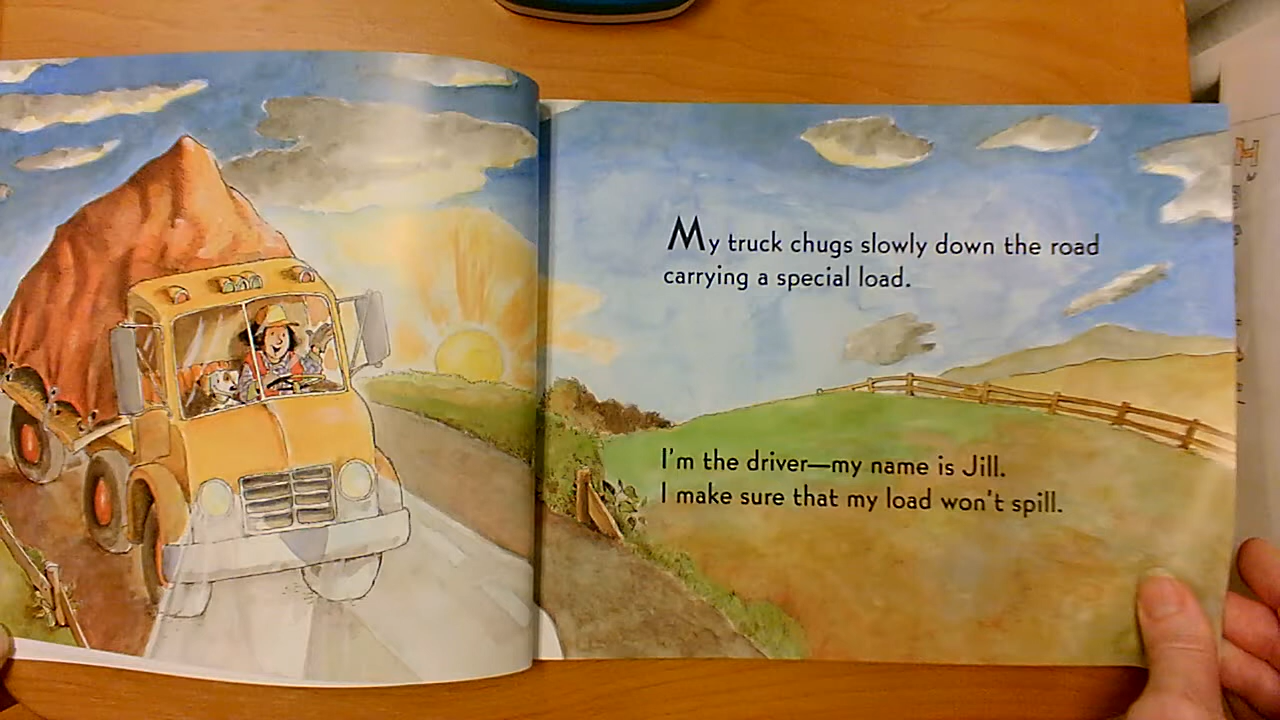 My truck chugs slowly down the road
carrying a special load.
I'm the driver—my name is Jill.
I make sure that my load won't spill.